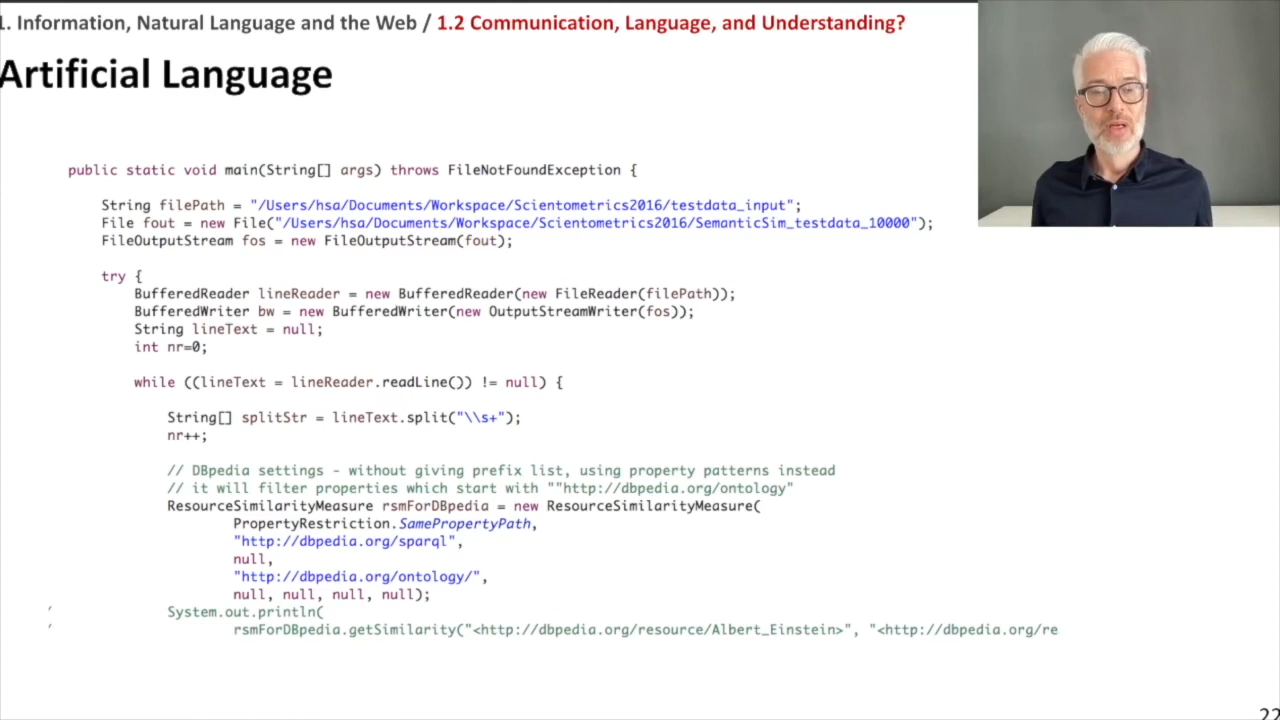 1. Information, Natural Language and the Web / 1.2 Communication, Language, and Understanding?
Artificial Language
public static void main(String[] args) throws FileNotFoundException {
String filePath = "/Users/hsa/Documents/Workspace/Scientometrics2016/testdata_input";
File fout = new File("/Users/hsa/Documents/Workspace/Scientometrics2016/SemanticSim_testdata_10000");
FileOutputStream fos = new FileOutputStream(fout);
try {
BufferedReader lineReader = new BufferedReader(new FileReader(filePath));
BufferedWriter bw = new BufferedWriter(new OutputStreamWriter(fos));
String lineText = null;
int nr=0;
while ((lineText = lineReader.readLine()) != null) {
String[] splitStr = lineText.split("\\s+");
nr++;
// DBpedia settings - without giving prefix list, using property patterns instead
// it will filter properties which start with ""http://dbpedia.org/ontology"
ResourceSimilarityMeasure rsmForDBpedia = new ResourceSimilarityMeasure(
PropertyRestriction.SamePropertyPath,
"http://dbpedia.org/sparql",
null,
"http://dbpedia.org/ontology/",
null, null, null, null);
System.out.println(
rsmForDBpedia.getSimilarity("<http://dbpedia.org/resource/Albert_Einstein>", "<http://dbpedia.org/re
22